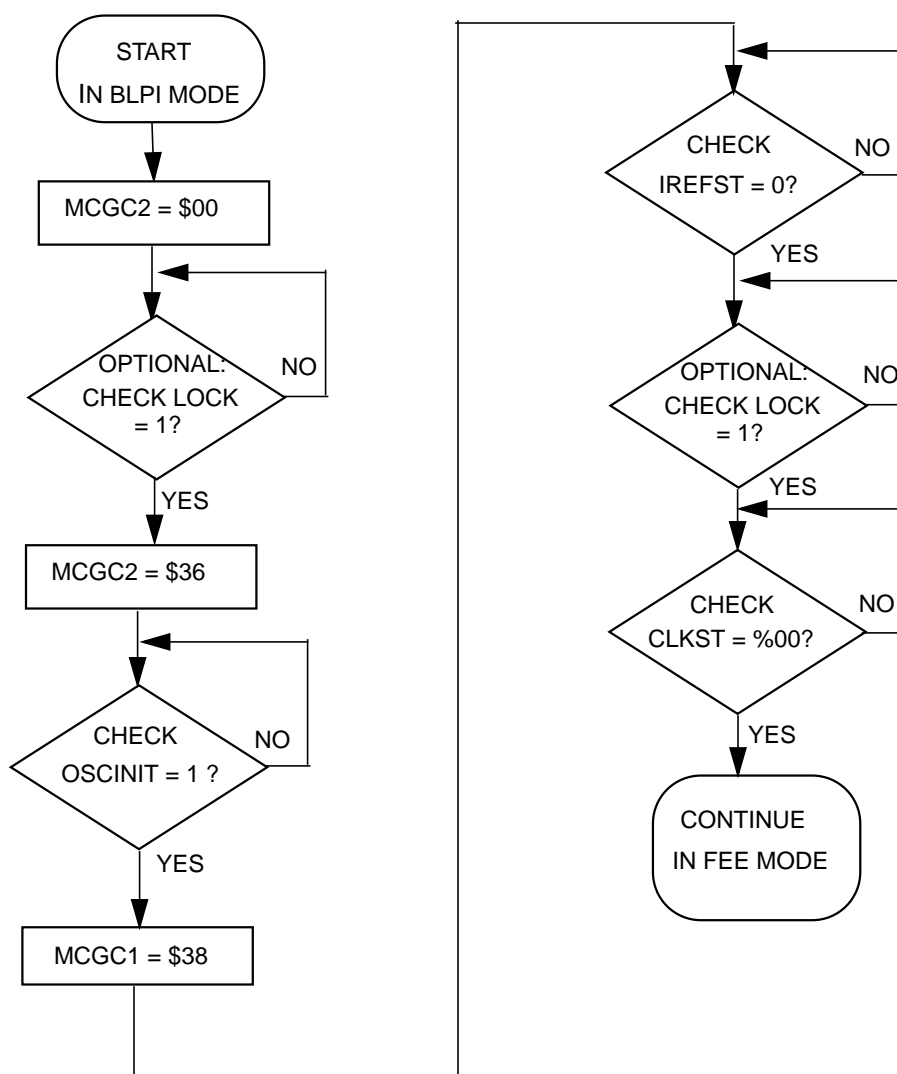 START
IN BLPI MODE
MCGC2 = $00
OPTIONAL:
CHECK LOCK
= 1?
NO
YES
MCGC2 = $36
CHECK
OSCINIT = 1 ?
NO
YES
MCGC1 = $38
CHECK
IREFST = 0?
NO
YES
OPTIONAL:
CHECK LOCK
= 1?
NO
YES
CHECK
CLKST = %00?
NO
YES
CONTINUE
IN FEE MODE